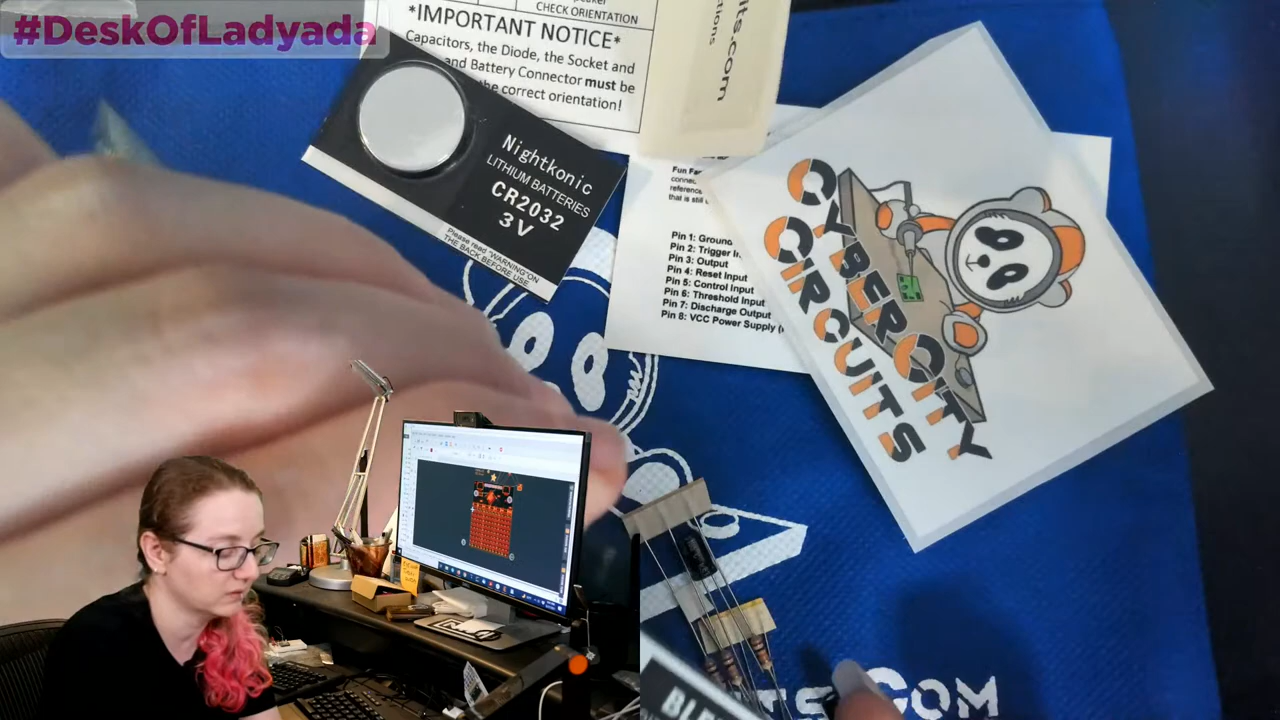 #DeskOfLadyada
CHECK ORIENTATION
*IMPORTANT NOTICE*
Capacitors, the Diode, the Socket and
and Battery Connector must be
the correct orientation!
Nightkonic
LITHIUM BATTERIES
CR2032
3V
Please read "WARNING" ON
THE BACK BEFORE USE
Pin 1: Ground
Pin 2: Trigger
Pin 3: Output
Pin 4: Reset Input
Pin 5: Control Input
Pin 6: Threshold Input
Pin 7: Discharge Output
Pin 8: VCC Power Supply
CYBERCITY
CIRCUITS
TS.COM